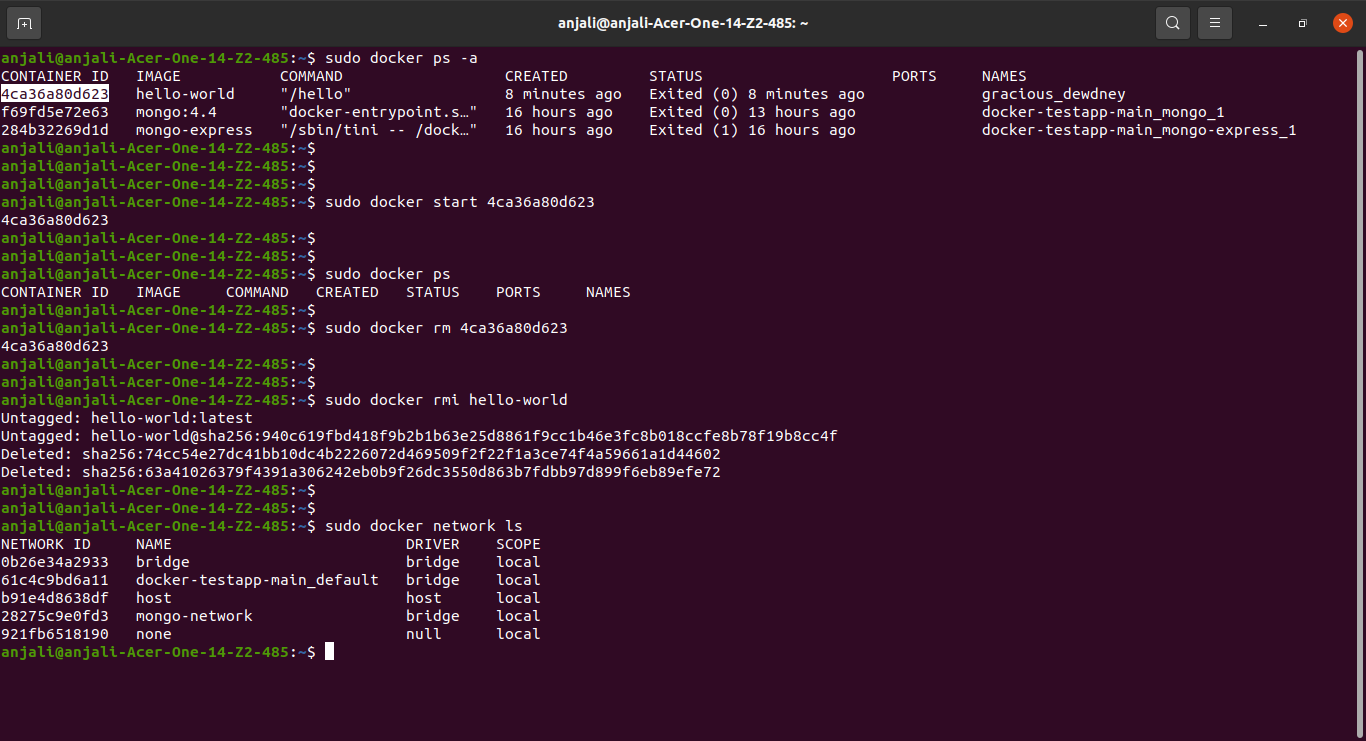 anjali@anjali-Acer-One-14-Z2-485: ~
anjali@anjali-Acer-One-14-Z2-485:~$ sudo docker ps -a
CONTAINER ID   IMAGE           COMMAND                  CREATED         STATUS                     PORTS     NAMES
4ca36a80d623   hello-world     "/hello"                 8 minutes ago   Exited (0) 8 minutes ago             gracious_dewdney
f69fd5e72e63   mongo:4.4       "docker-entrypoint.s…"   16 hours ago    Exited (0) 13 hours ago              docker-testapp-main_mongo_1
284b32269d1d   mongo-express   "/sbin/tini -- /dock…"   16 hours ago    Exited (1) 16 hours ago              docker-testapp-main_mongo-express_1
anjali@anjali-Acer-One-14-Z2-485:~$
anjali@anjali-Acer-One-14-Z2-485:~$
anjali@anjali-Acer-One-14-Z2-485:~$
anjali@anjali-Acer-One-14-Z2-485:~$ sudo docker start 4ca36a80d623
4ca36a80d623
anjali@anjali-Acer-One-14-Z2-485:~$
anjali@anjali-Acer-One-14-Z2-485:~$
anjali@anjali-Acer-One-14-Z2-485:~$ sudo docker ps
CONTAINER ID   IMAGE     COMMAND   CREATED   STATUS    PORTS     NAMES
anjali@anjali-Acer-One-14-Z2-485:~$
anjali@anjali-Acer-One-14-Z2-485:~$ sudo docker rm 4ca36a80d623
4ca36a80d623
anjali@anjali-Acer-One-14-Z2-485:~$
anjali@anjali-Acer-One-14-Z2-485:~$
anjali@anjali-Acer-One-14-Z2-485:~$ sudo docker rmi hello-world
Untagged: hello-world:latest
Untagged: hello-world@sha256:940c619fbd418f9b2b1b63e25d8861f9cc1b46e3fc8b018ccfe8b78f19b8cc4f
Deleted: sha256:74cc54e27dc41bb10dc4b2226072d469509f2f22f1a3ce74f4a59661a1d44602
Deleted: sha256:63a41026379f4391a306242eb0b9f26dc3550d863b7fdbb97d899f6eb89efe72
anjali@anjali-Acer-One-14-Z2-485:~$
anjali@anjali-Acer-One-14-Z2-485:~$
anjali@anjali-Acer-One-14-Z2-485:~$ sudo docker network ls
NETWORK ID     NAME                          DRIVER    SCOPE
0b26e34a2933   bridge                        bridge    local
61c4c9bd6a11   docker-testapp-main_default   bridge    local
b91e4d8638df   host                          host      local
28275c9e0fd3   mongo-network                 bridge    local
921fb6518190   none                          null      local
anjali@anjali-Acer-One-14-Z2-485:~$